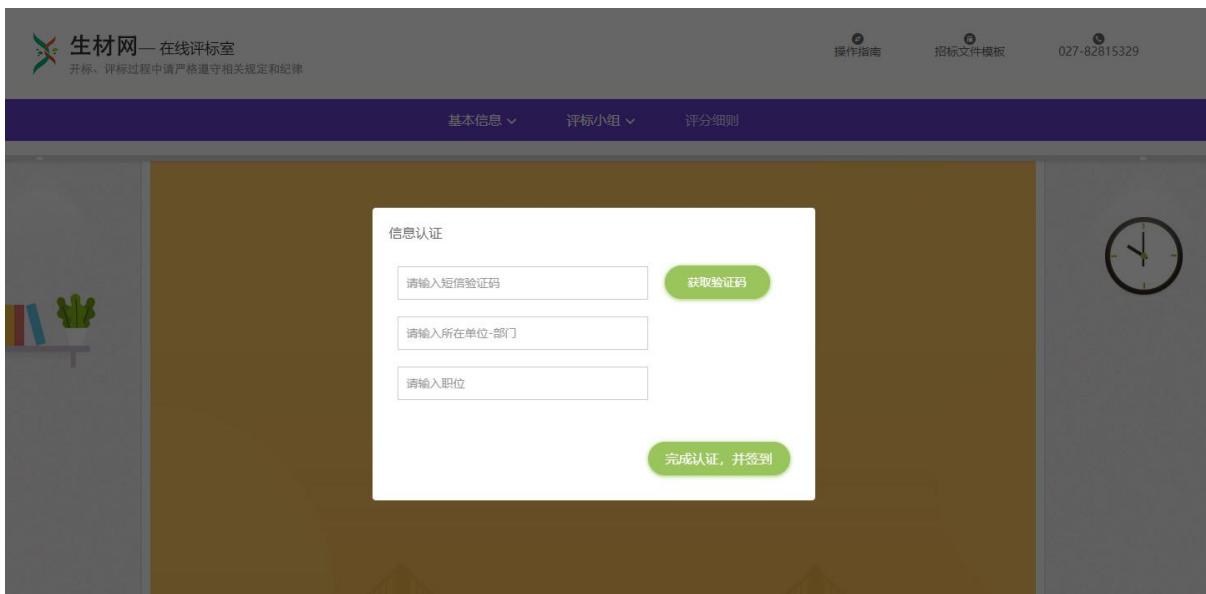 生材网— 在线评标室
开标、评标过程中请严格遵守相关规定和纪律
操作指南
招标文件模板
027-82815329
基本信息
评标小组
评分细则
信息认证
请输入短信验证码
获取验证码
请输入所在单位-部门
请输入职位
完成认证，并签到